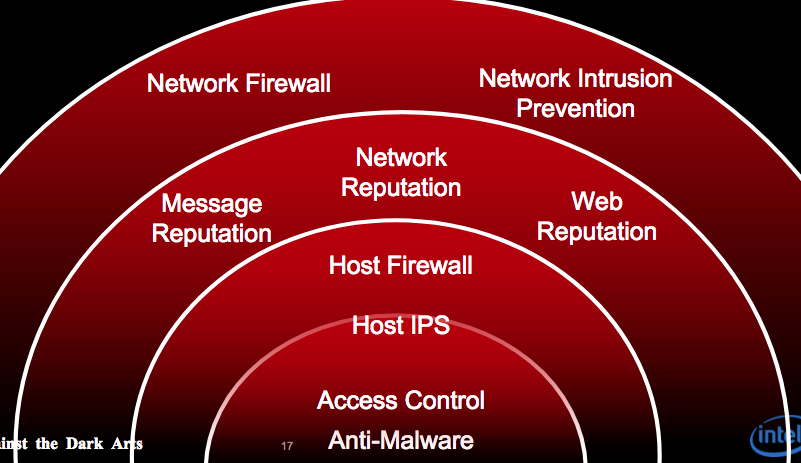 Network Firewall
Network Intrusion
Prevention
Network
Reputation
Message
Reputation
Web
Reputation
Host Firewall
Host IPS
Access Control
Anti-Malware
inst the Dark Arts
17
intel